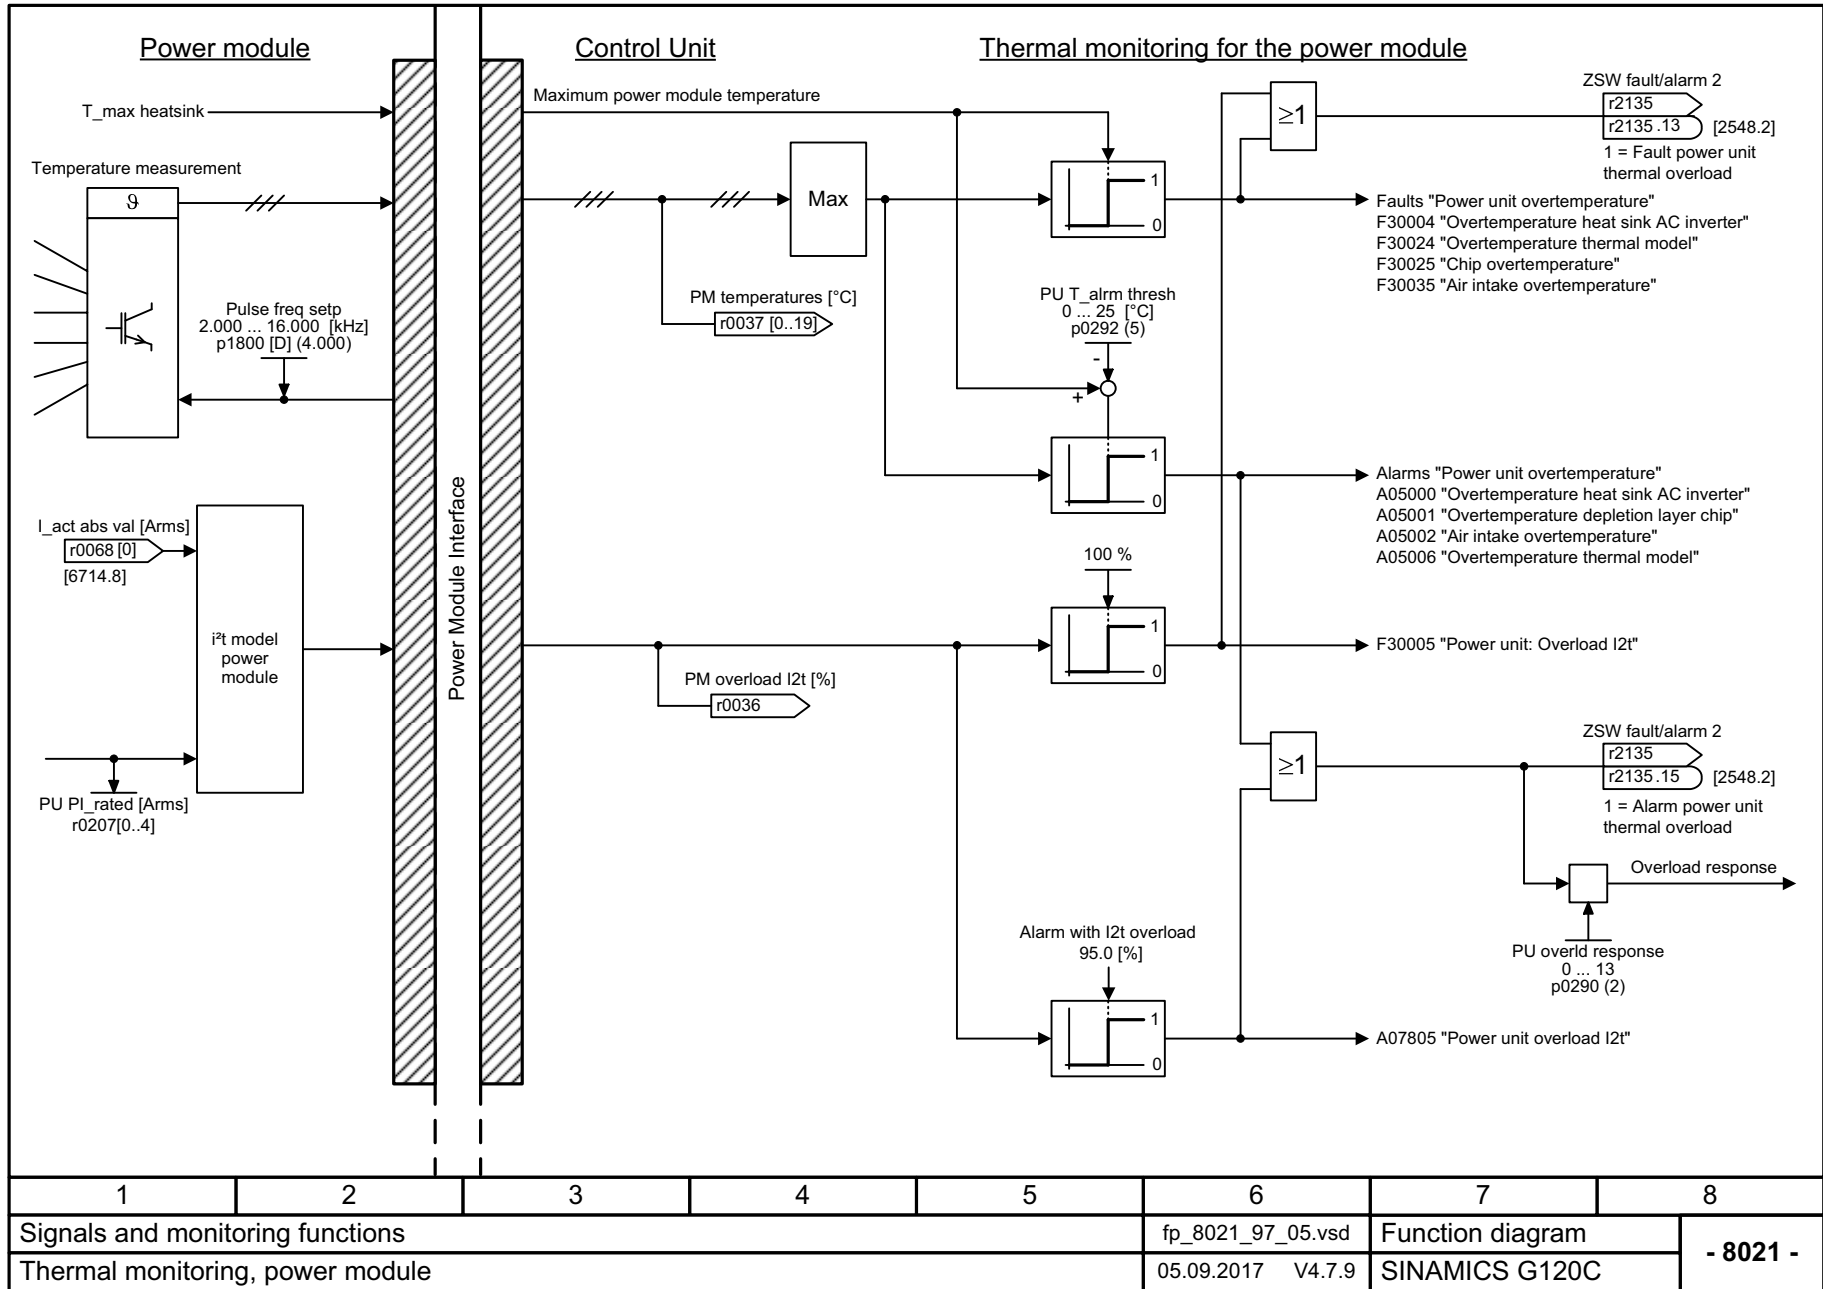 Power module
Control Unit
Thermal monitoring for the power module
T_max heatsink
Temperature measurement
ϑ
Pulse freq setp
2.000 ... 16.000 [kHz]
p1800 [D] (4.000)
I_act abs val [Arms]
r0068 [0]
[6714.8]
i²t model
power
module
PU PI_rated [Arms]
r0207[0..4]
Power Module Interface
Maximum power module temperature
Max
PM temperatures [°C]
r0037 [0..19]
PM overload I2t [%]
r0036
1
0
PU T_alrm thresh
0 ... 25 [°C]
p0292 (5)
-
+
1
0
100 %
1
0
Alarm with I2t overload
95.0 [%]
1
0
≥1
≥1
ZSW fault/alarm 2
r2135
r2135 .13 [2548.2]
1 = Fault power unit
thermal overload
Faults "Power unit overtemperature"
F30004 "Overtemperature heat sink AC inverter"
F30024 "Overtemperature thermal model"
F30025 "Chip overtemperature"
F30035 "Air intake overtemperature"
Alarms "Power unit overtemperature"
A05000 "Overtemperature heat sink AC inverter"
A05001 "Overtemperature depletion layer chip"
A05002 "Air intake overtemperature"
A05006 "Overtemperature thermal model"
F30005 "Power unit: Overload I2t"
ZSW fault/alarm 2
r2135
r2135 .15 [2548.2]
1 = Alarm power unit
thermal overload
Overload response
PU overld response
0 ... 13
p0290 (2)
A07805 "Power unit overload I2t"
1 2 3 4 5 6 7 8
Signals and monitoring functions
fp_8021_97_05.vsd
Function diagram
- 8021 -
Thermal monitoring, power module
05.09.2017 V4.7.9
SINAMICS G120C